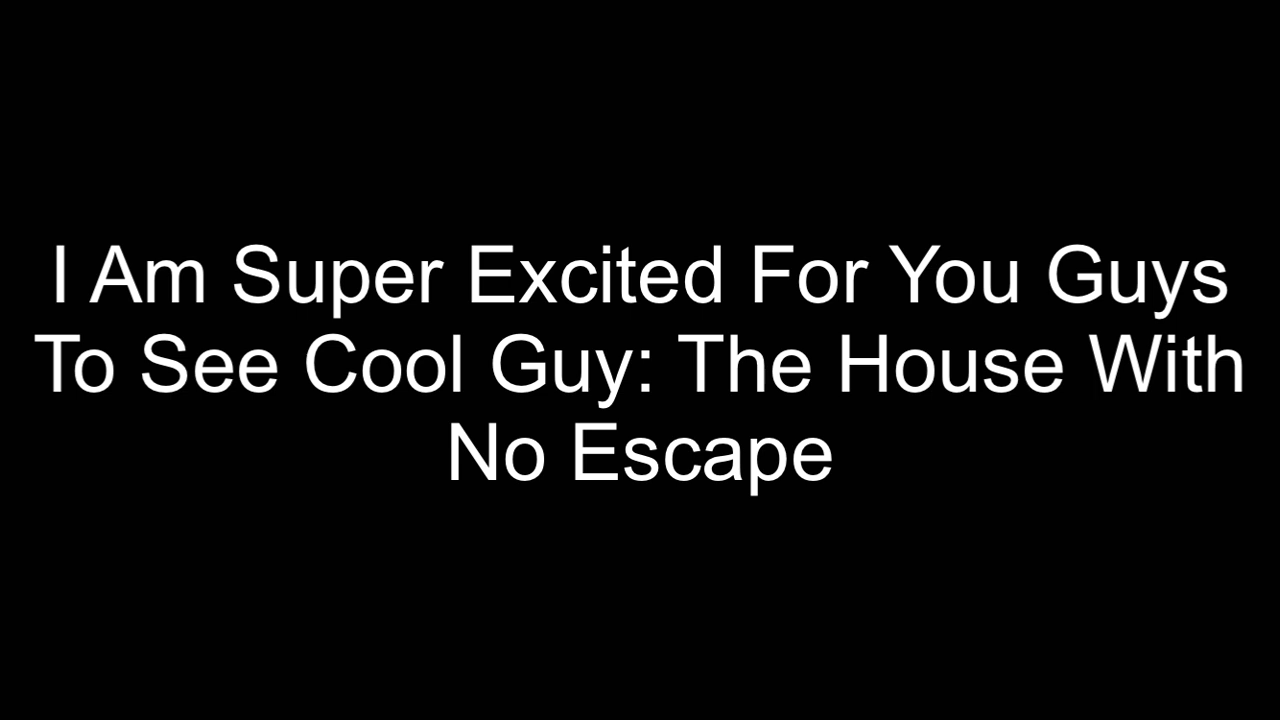 I Am Super Excited For You Guys
To See Cool Guy: The House With
No Escape